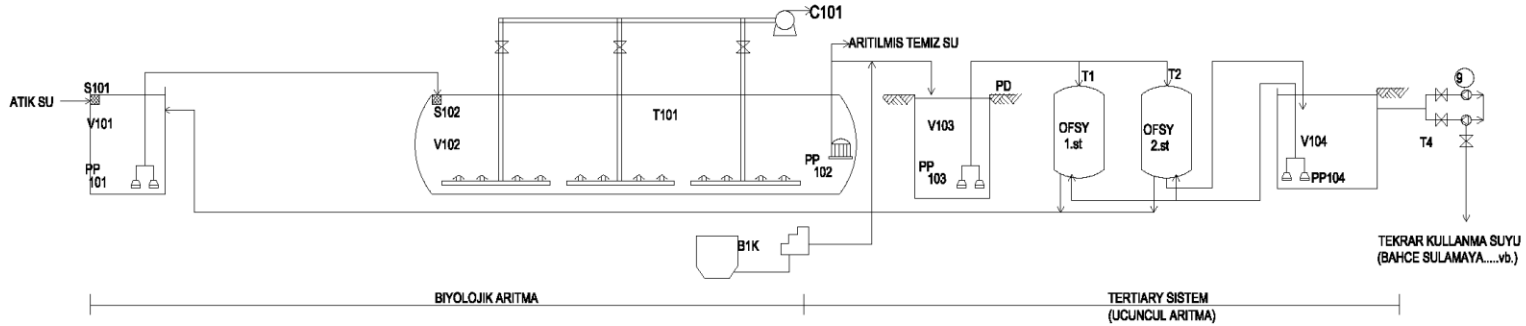 C101
ARITILMIS TEMIZ SU
S101
ATIK SU
V101
PP
101
S102
V102
T101
PP
102
PD
V103
PP
103
T1
T2
OFSY
1.st
OFSY
2.st
V104
PP104
9
T4
B1K
TEKRAR KULLANMA SUYU
(BAHCE SULAMAYA.....vb.)
BIYOLOJIK ARITMA
TERTIARY SISTEM
(UCUNCUL ARITMA)